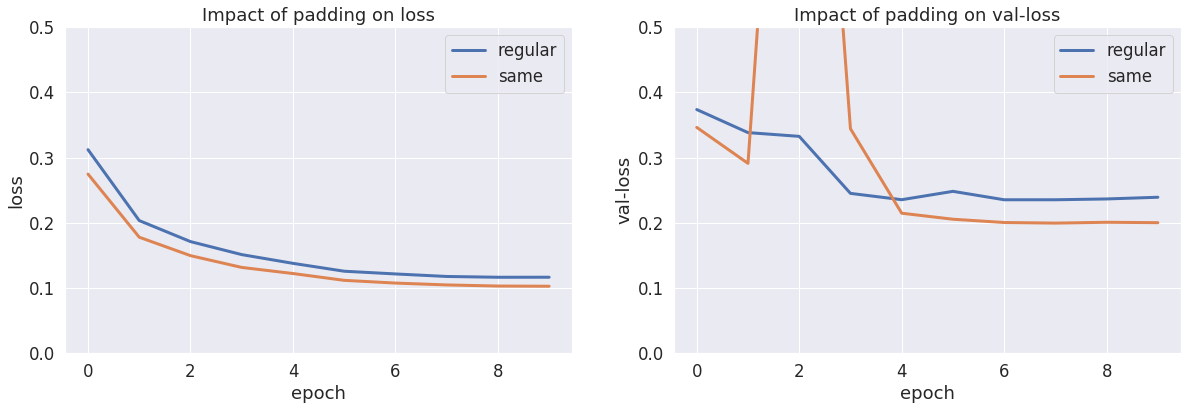 Impact of padding on loss
0.5
0.4
0.3
0.2
0.1
0.0
loss
0 2 4 6 8
epoch
regular
same
Impact of padding on val-loss
0.5
0.4
0.3
0.2
0.1
0.0
val-loss
0 2 4 6 8
epoch
regular
same